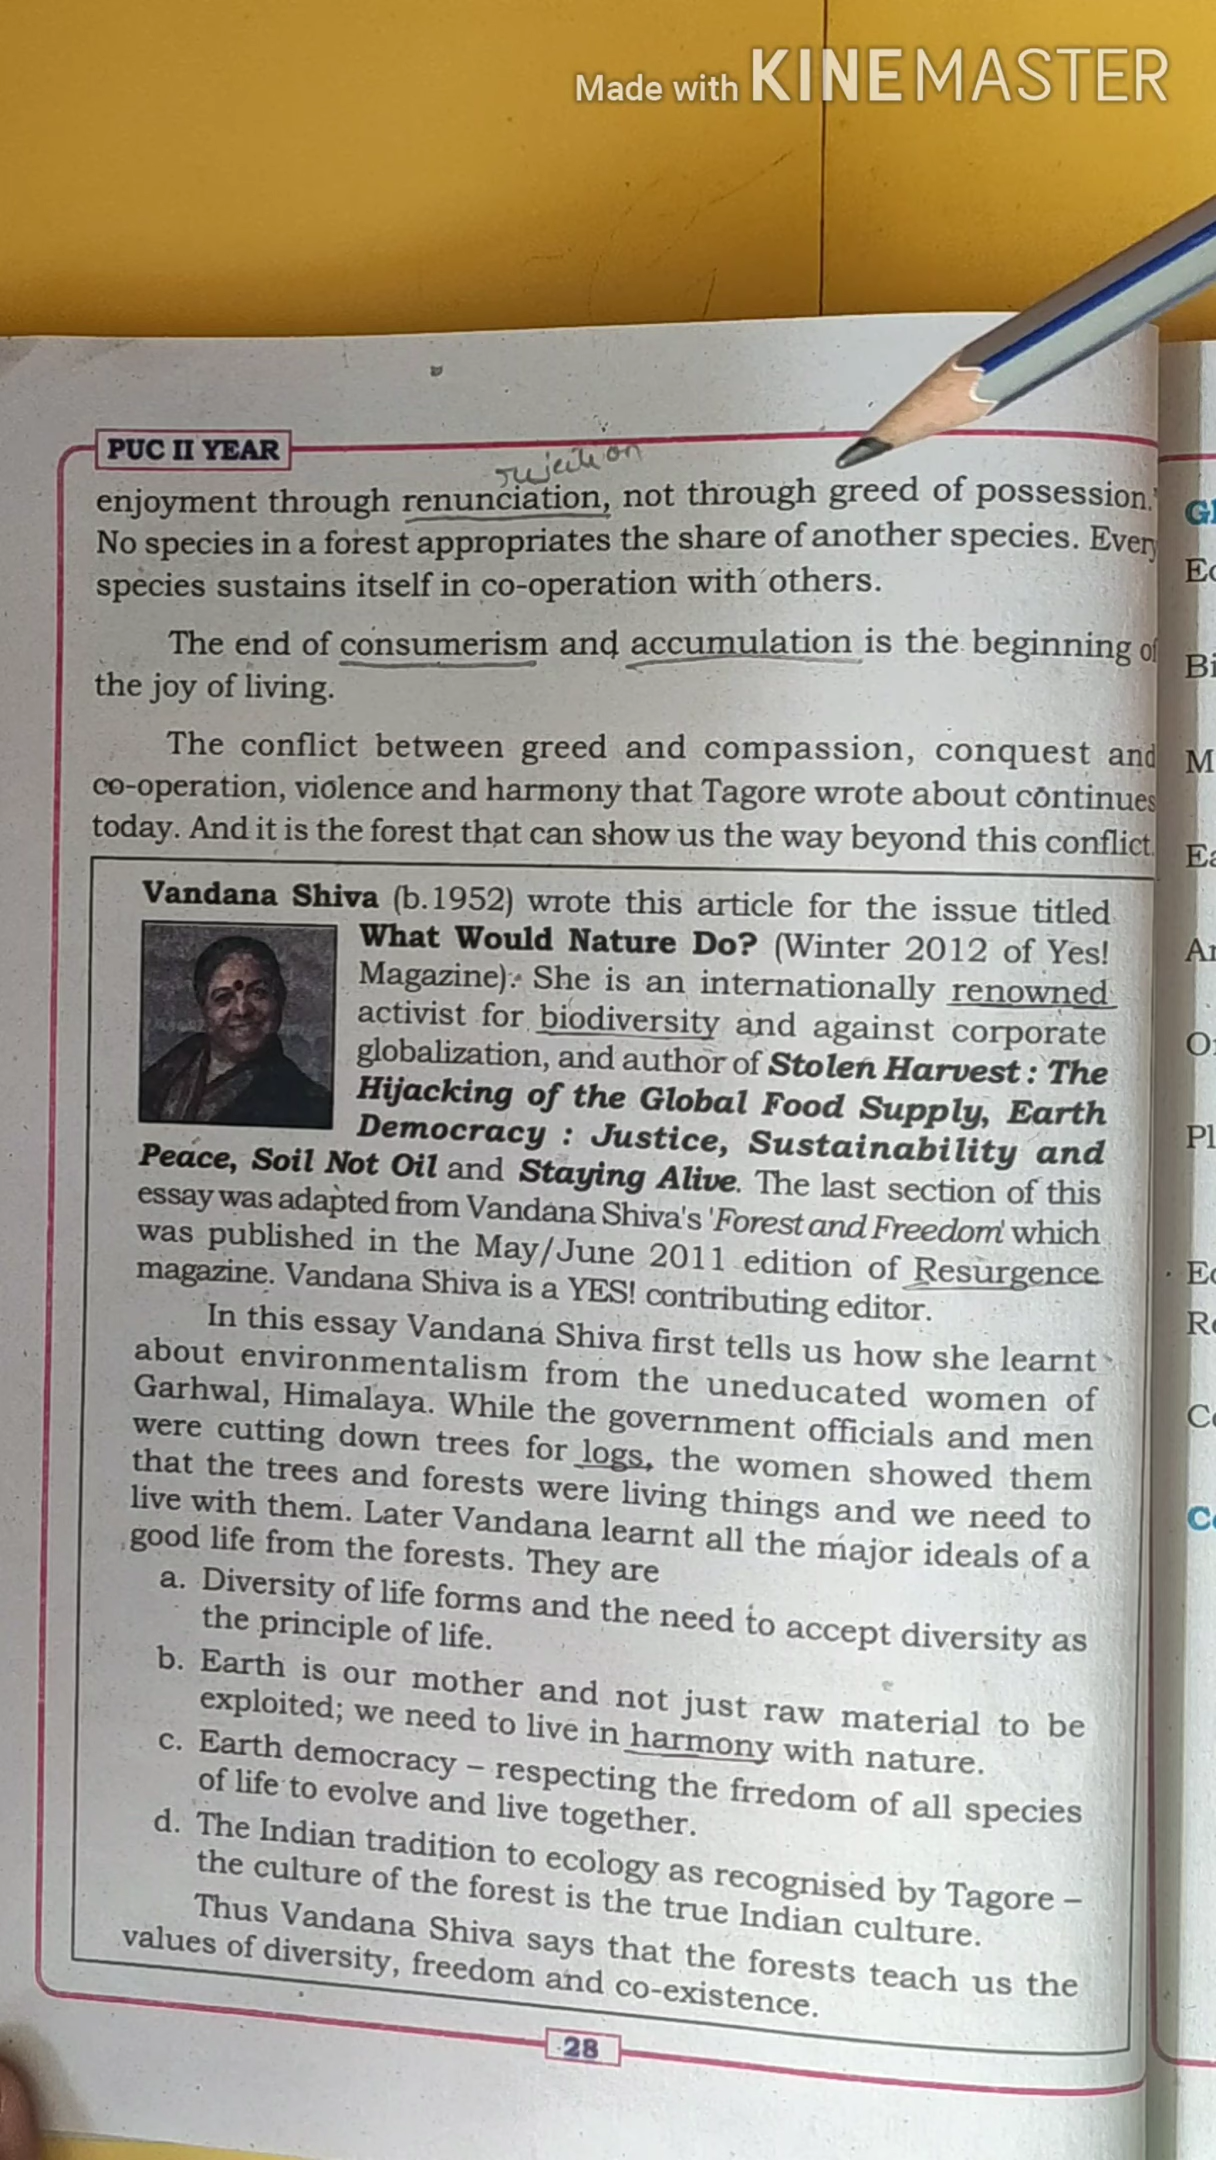 Made with KINEMASTER
PUC II YEAR
rujection
enjoyment through renunciation, not through greed of possession.'
No species in a forest appropriates the share of another species. Every
species sustains itself in co-operation with others.
The end of consumerism and accumulation is the beginning of
the joy of living.
The conflict between greed and compassion, conquest and
co-operation, violence and harmony that Tagore wrote about continues
today. And it is the forest that can show us the way beyond this conflict.
Vandana Shiva (b.1952) wrote this article for the issue titled
What Would Nature Do? (Winter 2012 of Yes!
Magazine). She is an internationally renowned
activist for biodiversity and against corporate
globalization, and author of Stolen Harvest : The
Hijacking of the Global Food Supply, Earth
Democracy : Justice, Sustainability and
Peace, Soil Not Oil and Staying Alive. The last section of this
essay was adapted from Vandana Shiva's 'Forest and Freedom' which
was published in the May/June 2011 edition of Resurgence
magazine. Vandana Shiva is a YES! contributing editor.
In this essay Vandana Shiva first tells us how she learnt
about environmentalism from the uneducated women of
Garhwal, Himalaya. While the government officials and men
were cutting down trees for logs, the women showed them
that the trees and forests were living things and we need to
live with them. Later Vandana learnt all the major ideals of a
good life from the forests. They are
a. Diversity of life forms and the need to accept diversity as
the principle of life.
b. Earth is our mother and not just raw material to be
exploited; we need to live in harmony with nature.
c. Earth democracy – respecting the frredom of all species
of life to evolve and live together.
d. The Indian tradition to ecology as recognised by Tagore –
the culture of the forest is the true Indian culture.
Thus Vandana Shiva says that the forests teach us the
values of diversity, freedom and co-existence.
28